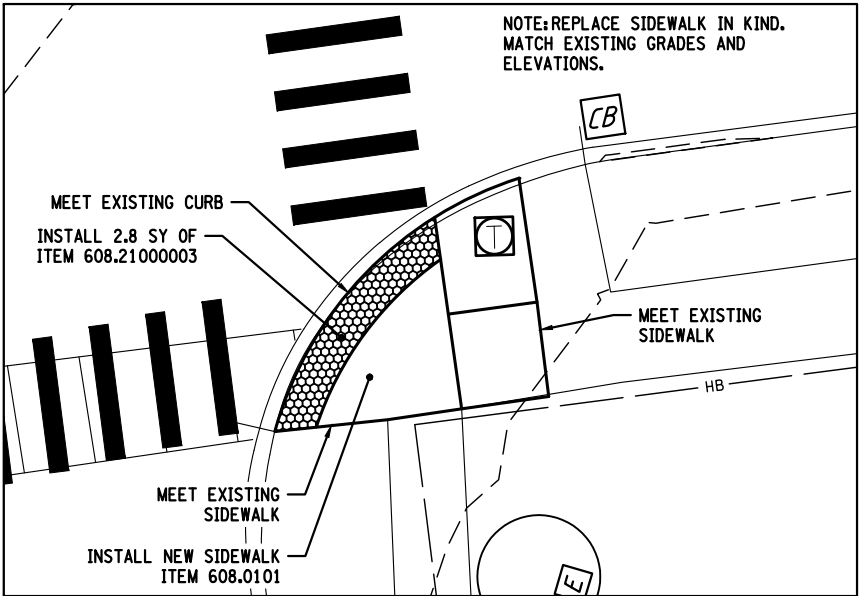 NOTE:REPLACE SIDEWALK IN KIND.
MATCH EXISTING GRADES AND
ELEVATIONS.
CB
MEET EXISTING CURB
INSTALL 2.8 SY OF
ITEM 608.21000003
T
MEET EXISTING
SIDEWALK
HB
MEET EXISTING
SIDEWALK
INSTALL NEW SIDEWALK
ITEM 608.0101
E